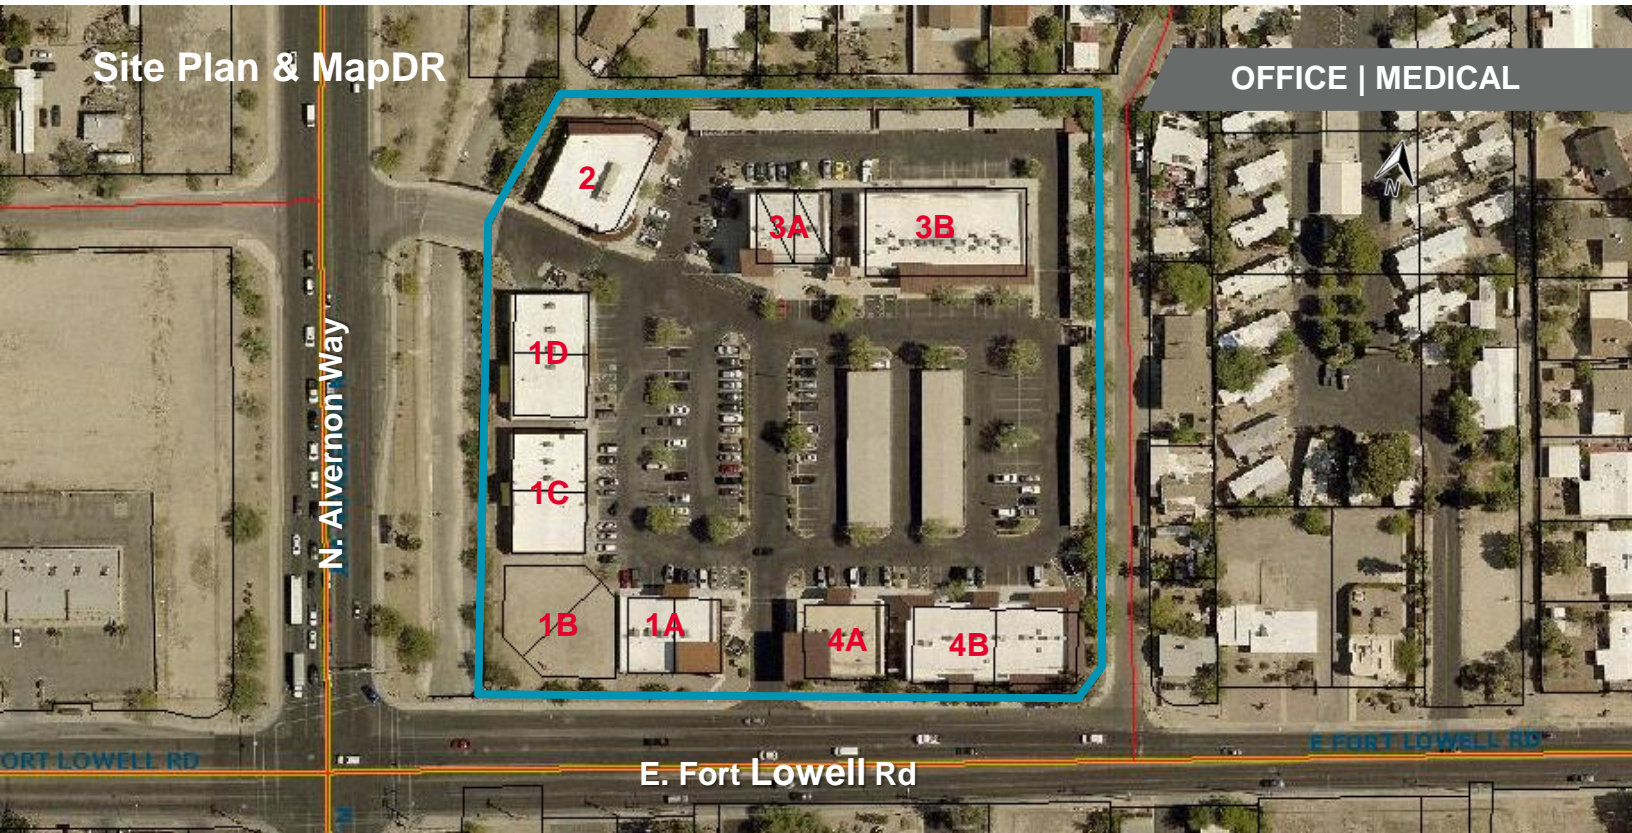 Site Plan & MapDR
OFFICE | MEDICAL
N
2
3A
3B
1D
N. Alvernon Way
1C
1B
1A
4A
4B
ORT LOWELL RD
E FORT LOWELL RD
E. Fort Lowell Rd
N